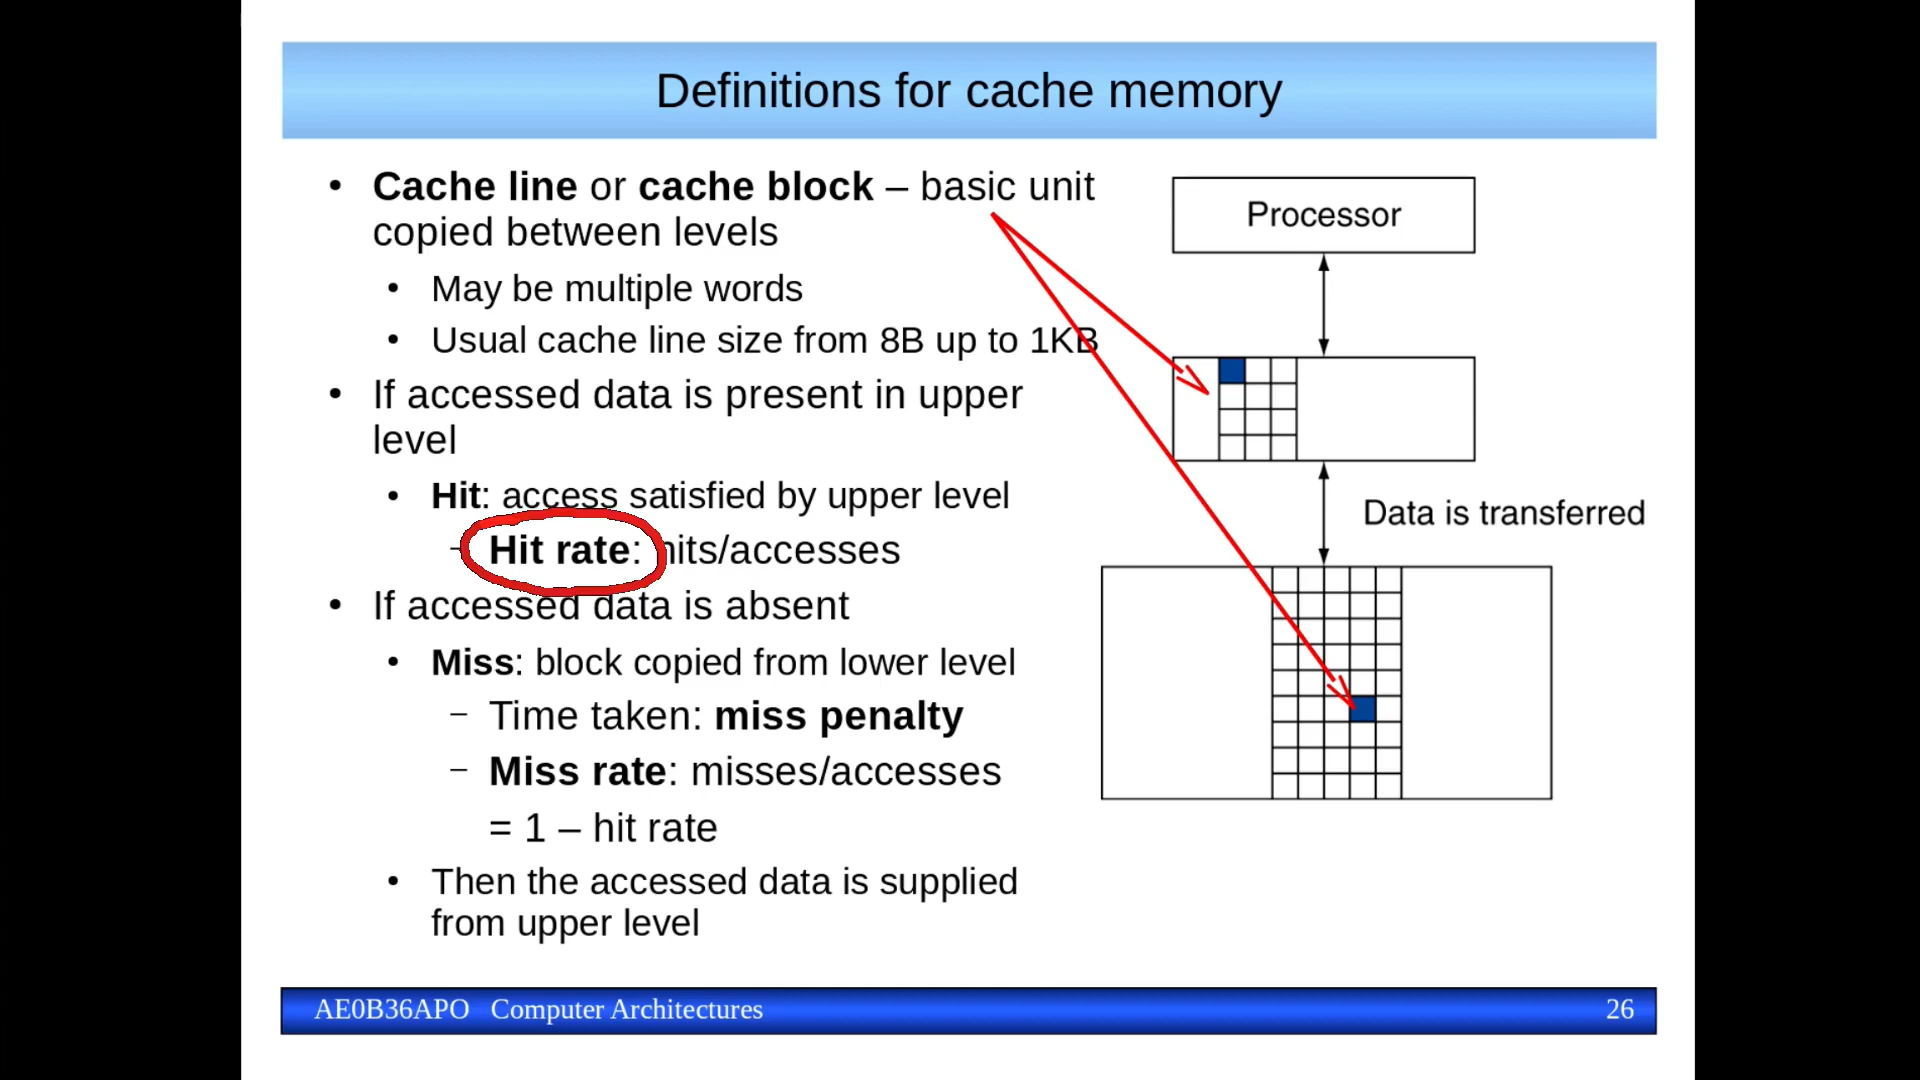 Definitions for cache memory
• Cache line or cache block – basic unit
copied between levels
• May be multiple words
• Usual cache line size from 8B up to 1KB
• If accessed data is present in upper
level
• Hit: access satisfied by upper level
– Hit rate: hits/accesses
• If accessed data is absent
• Miss: block copied from lower level
– Time taken: miss penalty
– Miss rate: misses/accesses
= 1 – hit rate
• Then the accessed data is supplied
from upper level
Processor
Data is transferred
AE0B36APO Computer Architectures
26